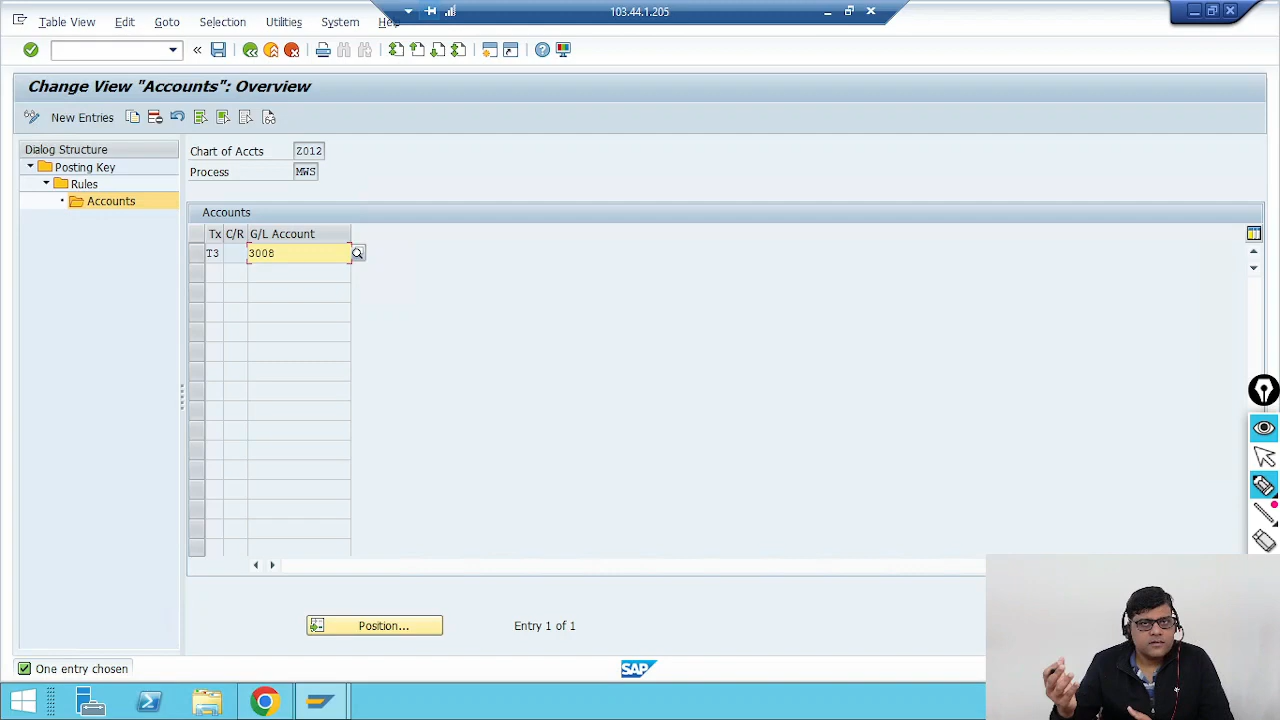 103.44.1.205
Table View Edit Goto Selection Utilities System Help
Change View "Accounts": Overview
New Entries
Dialog Structure
Posting Key
Rules
Accounts
Chart of Accts Z012
Process MWS
Accounts
Tx C/R G/L Account
T3 3008
Position... Entry 1 of 1
One entry chosen
SAP